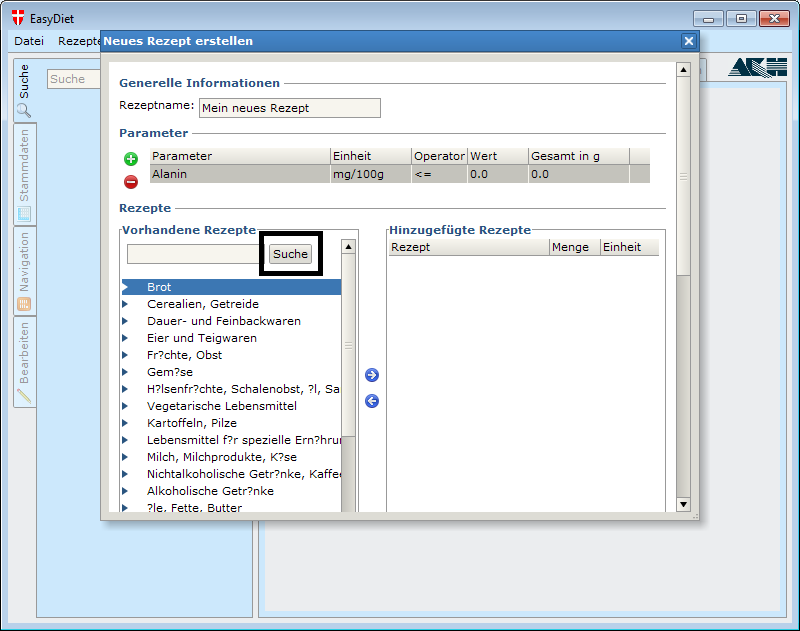 EasyDiet
Datei Rezepte
Neues Rezept erstellen
Suche
Suche
Stammdaten
Navigation
Bearbeiten
AKH
Generelle Informationen
Rezeptname: Mein neues Rezept
Parameter
Parameter Einheit Operator Wert Gesamt in g
Alanin mg/100g <= 0.0 0.0
Rezepte
Vorhandene Rezepte
Suche
Brot
Cerealien, Getreide
Dauer- und Feinbackwaren
Eier und Teigwaren
Fr?chte, Obst
Gem?se
H?lsenfr?chte, Schalenobst, ?l, Sa
Vegetarische Lebensmittel
Kartoffeln, Pilze
Lebensmittel f?r spezielle Ern?hrun
Milch, Milchprodukte, K?se
Nichtalkoholische Getr?nke, Kaffee
Alkoholische Getr?nke
?le, Fette, Butter
Hinzugefügte Rezepte
Rezept Menge Einheit